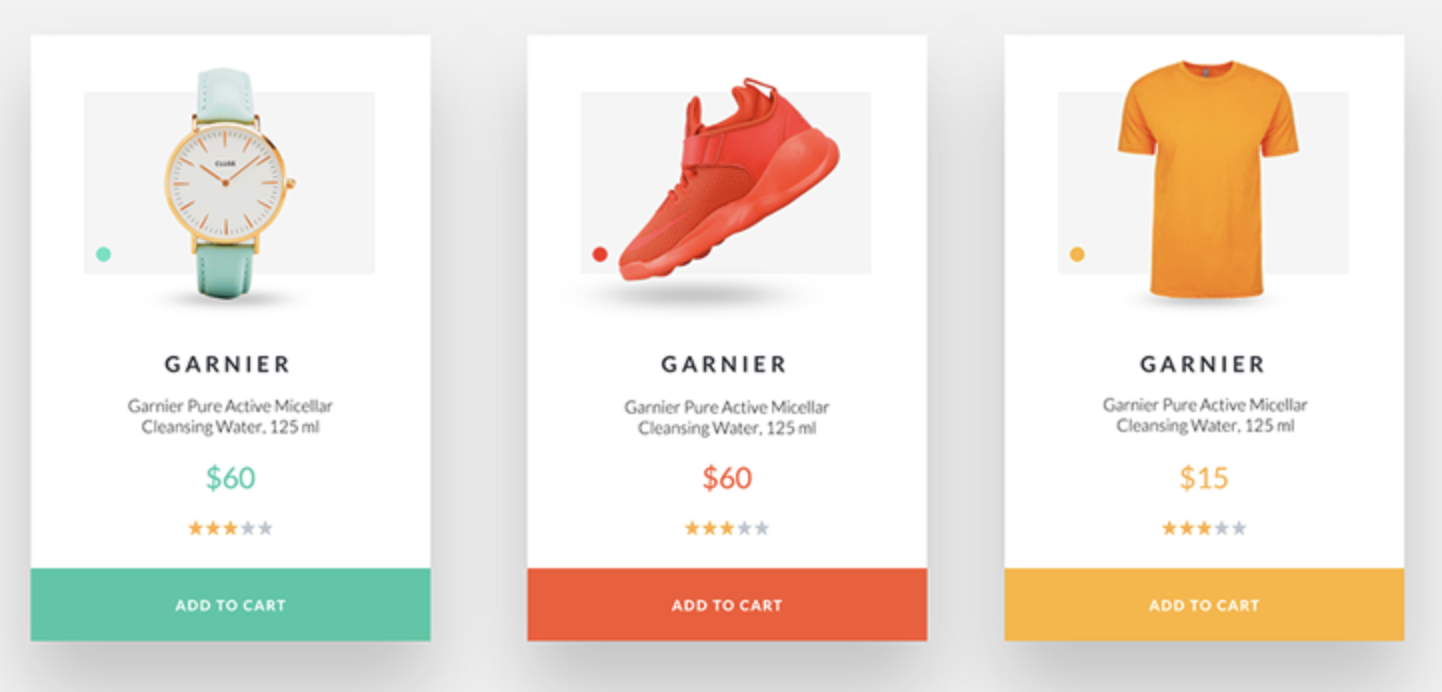 CLUSE
GARNIER
Garnier Pure Active Micellar
Cleansing Water, 125 ml
$60
ADD TO CART
GARNIER
Garnier Pure Active Micellar
Cleansing Water, 125 ml
$60
ADD TO CART
GARNIER
Garnier Pure Active Micellar
Cleansing Water, 125 ml
$15
ADD TO CART